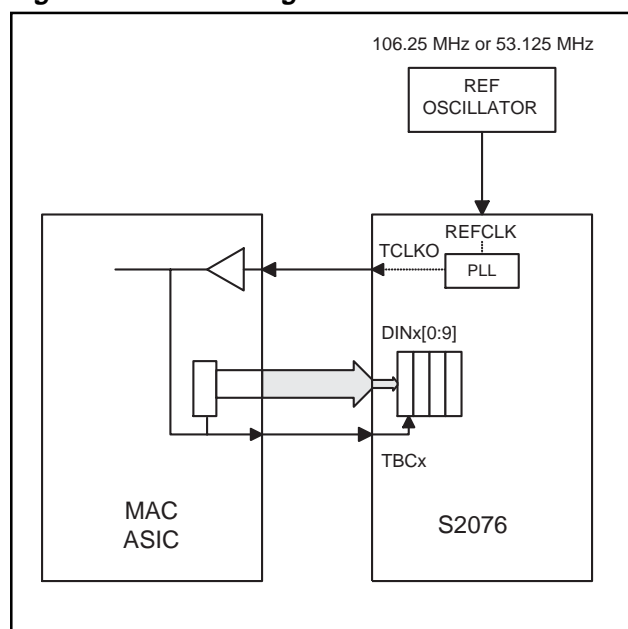 106.25 MHz or 53.125 MHz
REF
OSCILLATOR
REFCLK
TCLKO
PLL
DINx[0:9]
TBCx
MAC
ASIC
S2076